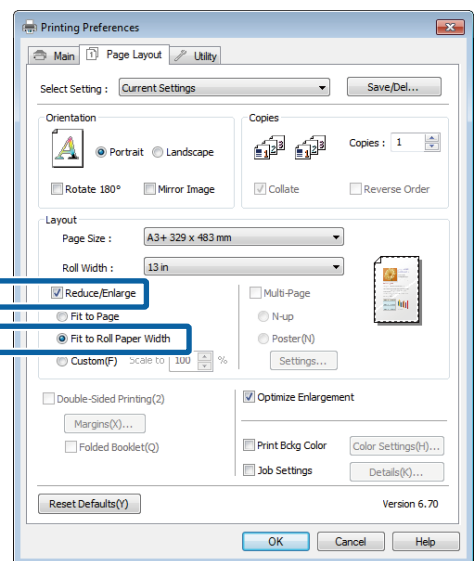 Printing Preferences
Main Page Layout Utility
Select Setting : Current Settings Save/Del...
Orientation
Portrait Landscape
Rotate 180° Mirror Image
Copies
Copies : 1
Collate Reverse Order
Layout
Page Size : A3+ 329 x 483 mm
Roll Width : 13 in
Reduce/Enlarge
Fit to Page
Fit to Roll Paper Width
Custom(F) Scale to 100 %
Multi-Page
N-up
Poster(N)
Settings...
Double-Sided Printing(2)
Margins(X)...
Folded Booklet(Q)
Optimize Enlargement
Print Bckg Color Color Settings(H)...
Job Settings Details(K)...
Reset Defaults(Y) Version 6.70
OK Cancel Help